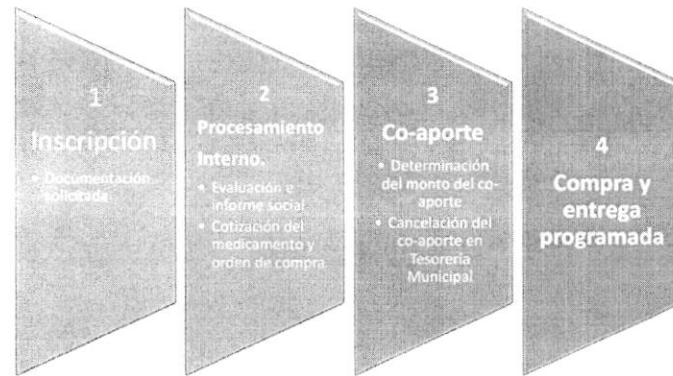 1
Inscripción
• Documentación
solicitada
2
Procesamiento
Interno.
• Evaluación e
informe social
• Cotización del
medicamento y
orden de compra
3
Co-aporte
• Determinación
del monto del co-
aporte
• Cancelación del
co-aporte en
Tesorería
Municipal
4
Compra y
entrega
programada